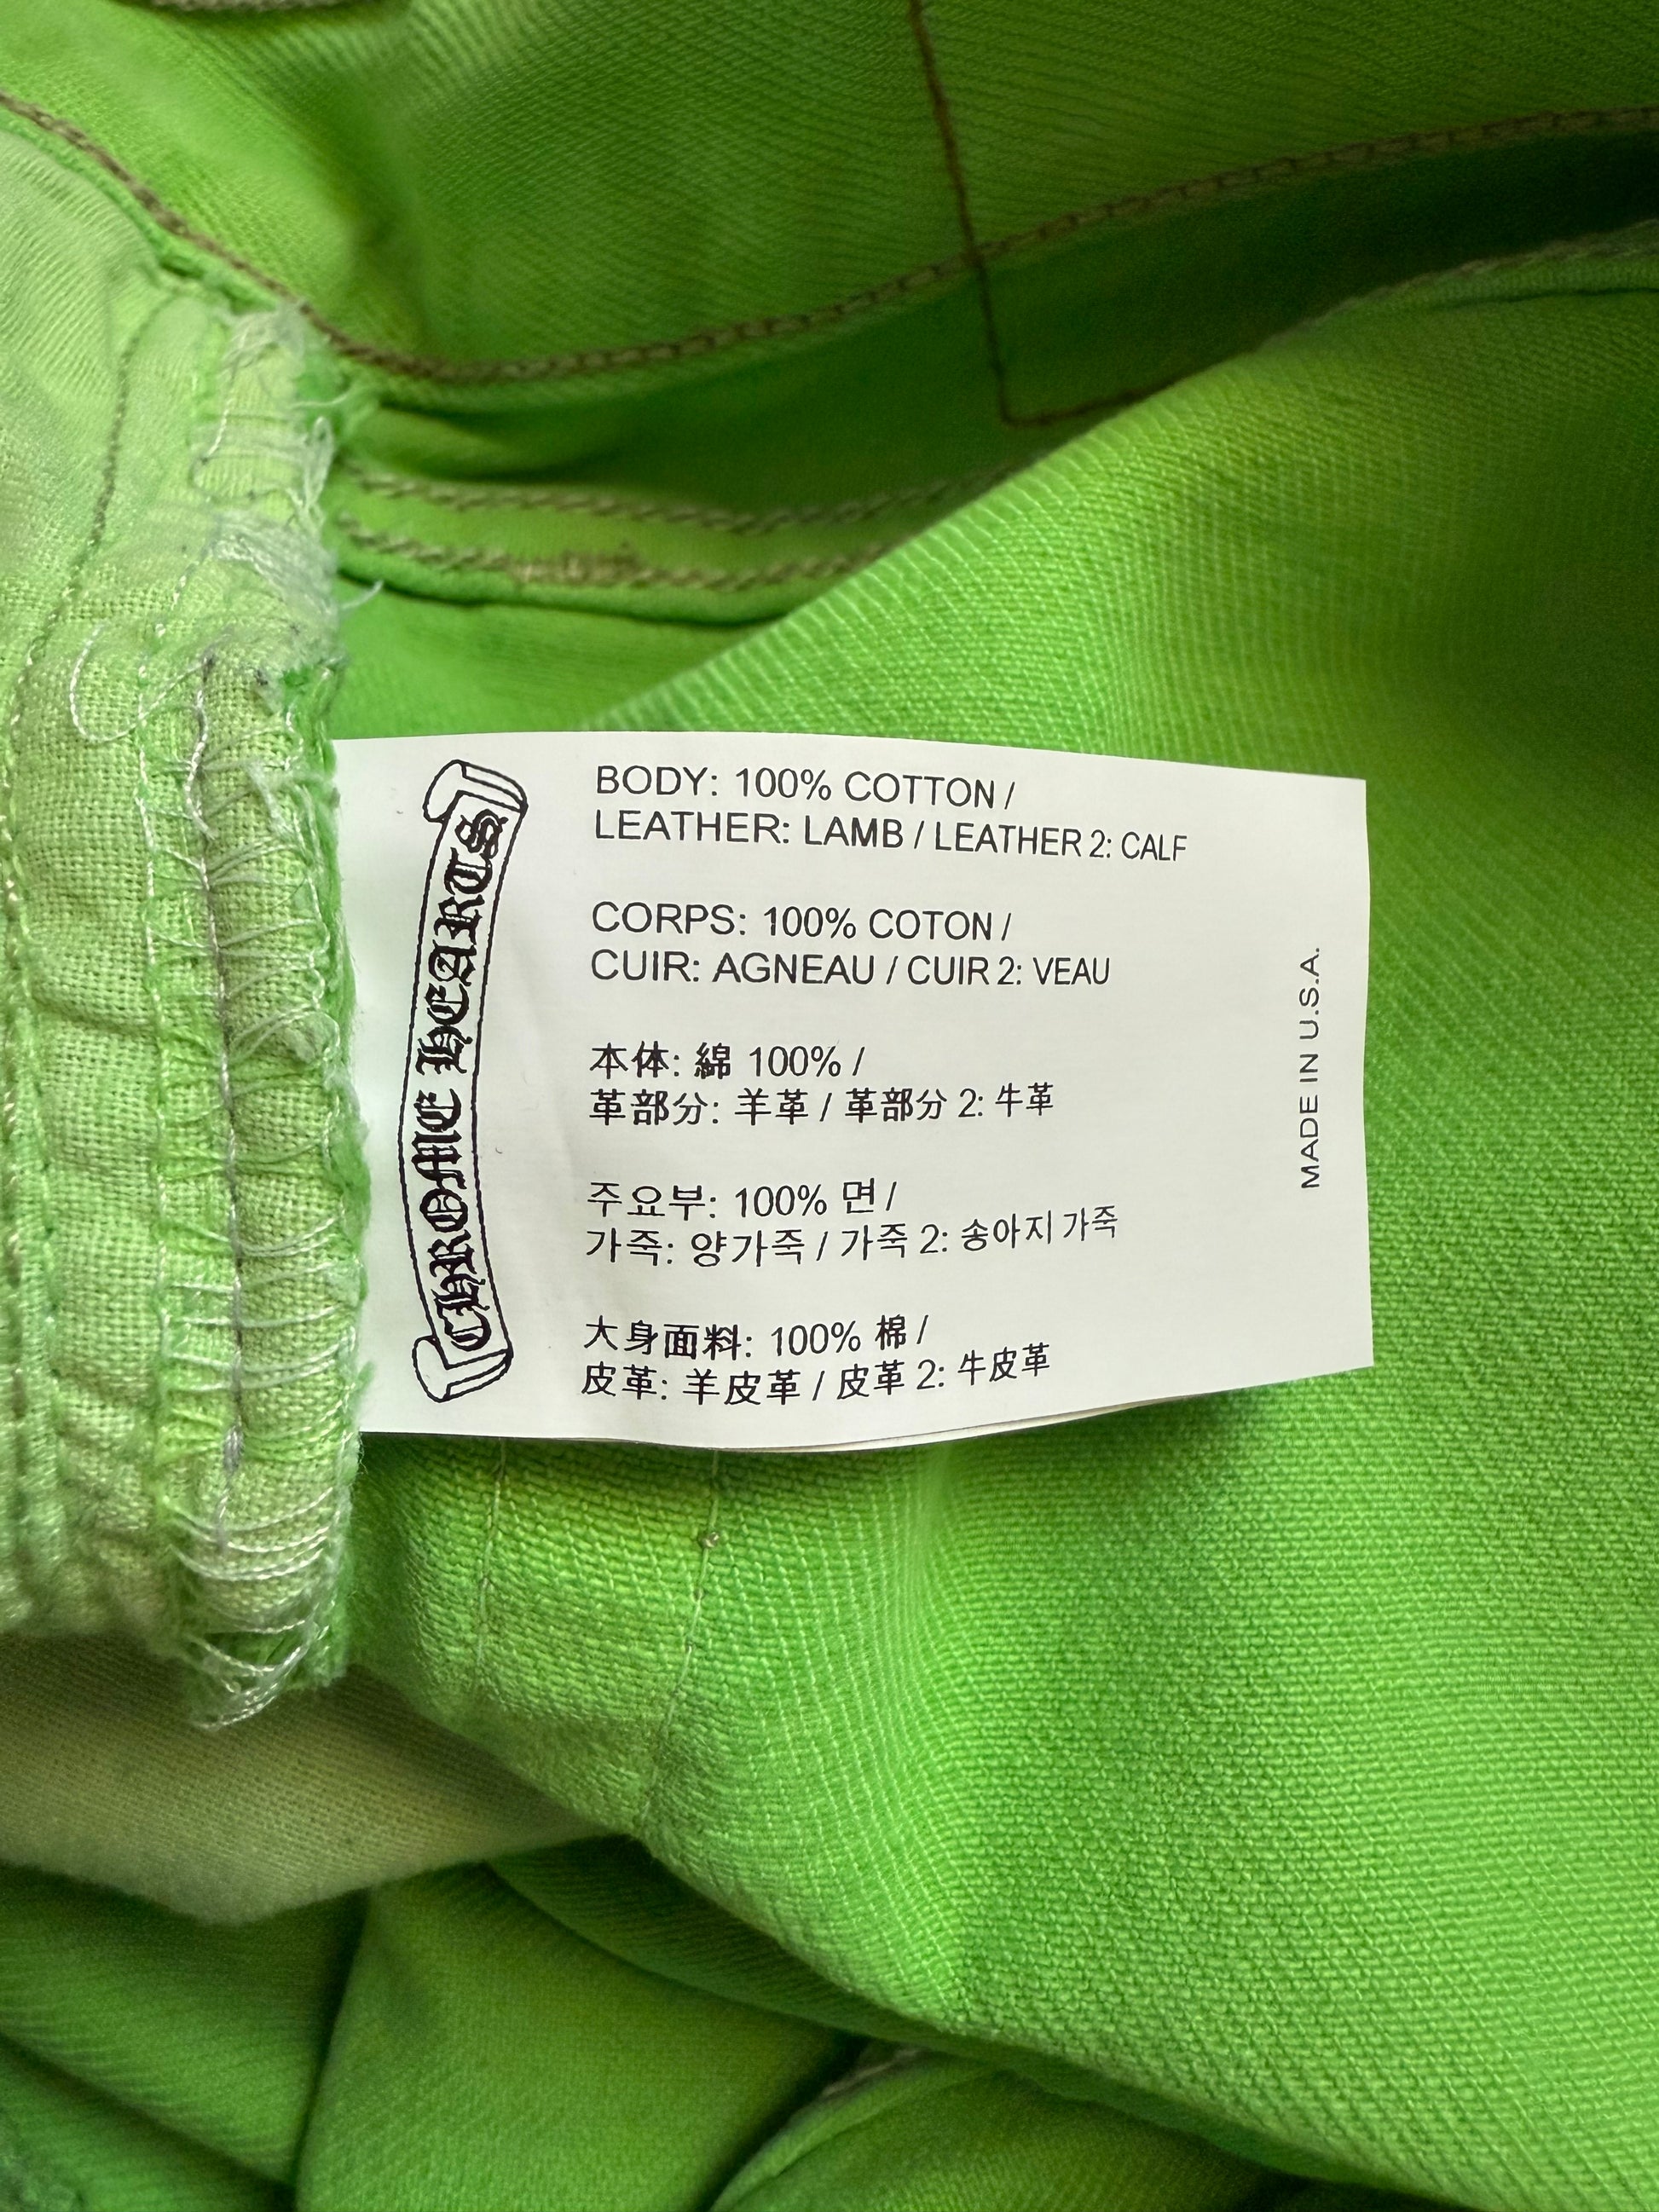 CHROME HEARTS
BODY: 100% COTTON /
LEATHER: LAMB / LEATHER 2: CALF
CORPS: 100% COTON /
CUIR: AGNEAU / CUIR 2: VEAU
本体: 綿 100% /
革部分: 羊革 / 革部分 2: 牛革
주요부: 100% 면 /
가죽: 양가죽 / 가죽 2: 송아지 가죽
大身面料: 100% 棉 /
皮革: 羊皮革 / 皮革 2: 牛皮革
MADE IN U.S.A.